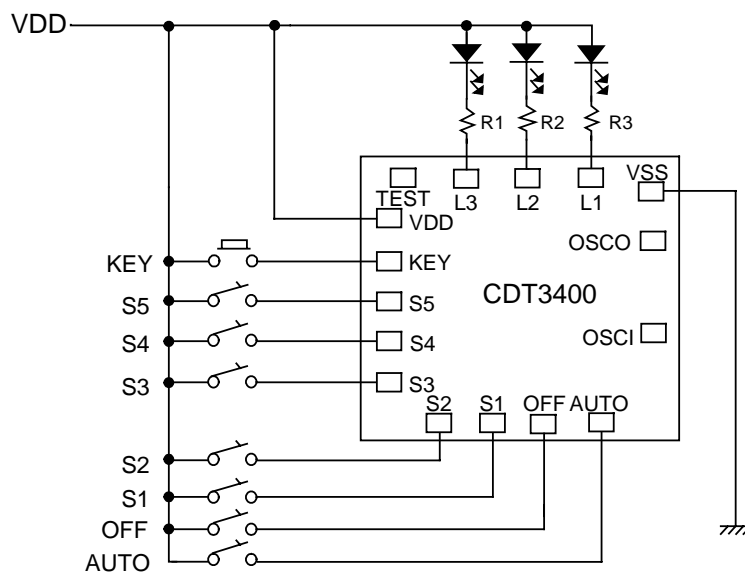 VDD
R1 R2 R3
TEST L3 L2 L1 VSS
VDD
OSCO
KEY KEY
CDT3400
S5 S5
S4 S4 OSCI
S3 S3
S2 S1 OFF AUTO
S2
S1
OFF
AUTO